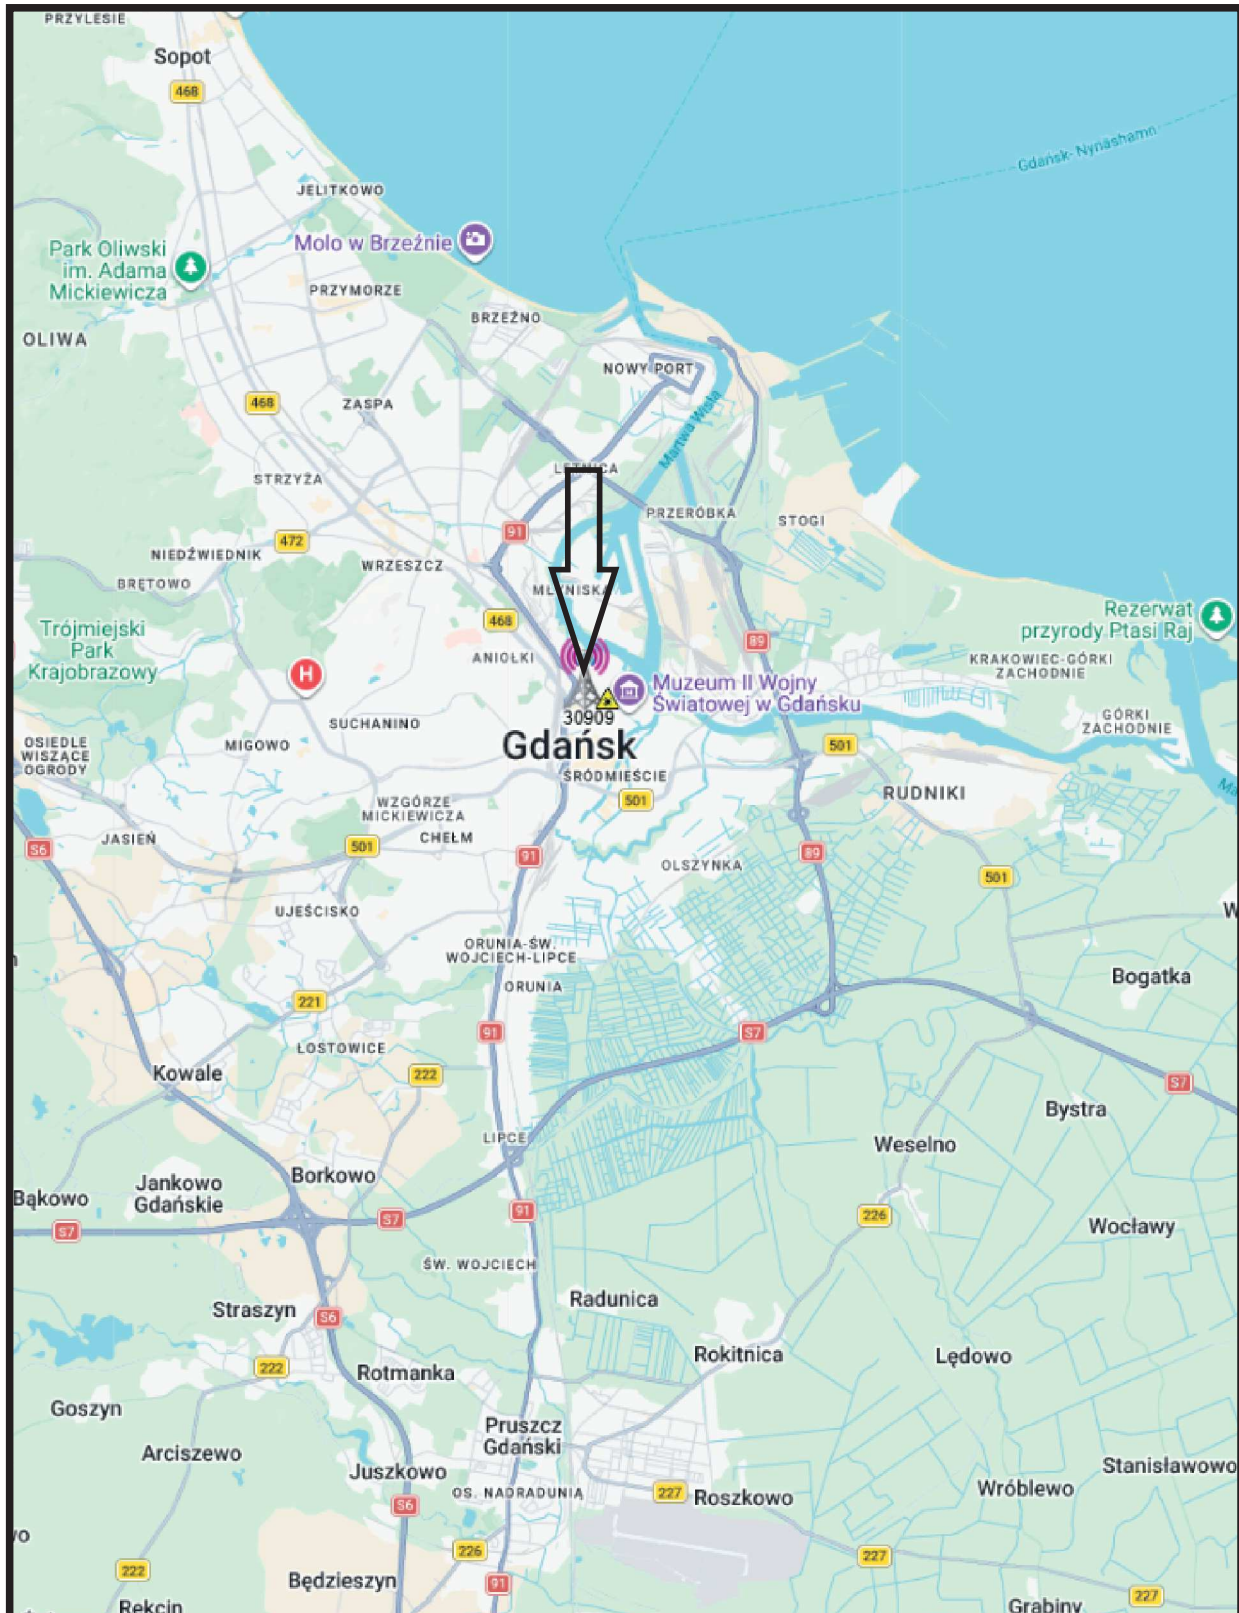 PRZYLESIE
Sopot
468
Gdańsk-Nynäshamn
JELITKOWO
Molo w Brzeźnie
Park Oliwski
im. Adama
Mickiewicza
PRZYMORZE
BRZEŹNO
OLIWA
NOWY PORT
468
ZASPA
Martwa Wisła
LETNICA
STRZYŻA
PRZERÓBKA
STOGI
91
472
NIEDŹWIEDNIK
WRZESZCZ
BRĘTOWO
MŁYNISKA
Rezerwat
przyrody Ptasi Raj
468
Trójmiejski
Park
Krajobrazowy
89
ANIOŁKI
KRAKOWIEC-GÓRKI
ZACHODNIE
H
Muzeum II Wojny
Światowej w Gdańsku
30909
SUCHANINO
GÓRKI
ZACHODNIE
MIGOWO
Gdańsk
501
OSIEDLE
WISZĄCE
OGRODY
ŚRÓDMIEŚCIE
501
RUDNIKI
WZGÓRZE
MICKIEWICZA
JASIEŃ
CHEŁM
S6
501
91
89
OLSZYNKA
501
UJEŚCISKO
ORUNIA-ŚW.
WOJCIECH-LIPCE
Bogatka
ORUNIA
221
91
S7
ŁOSTOWICE
Kowale
222
S7
Bystra
LIPCE
Weselno
Borkowo
Jankowo
Gdańskie
Bąkowo
S7
S7
91
226
Wocławy
ŚW. WOJCIECH
Radunica
Straszyn
S6
Rokitnica
Lędowo
222
Rotmanka
Goszyn
Pruszcz
Gdański
Arciszewo
Juszkowo
Stanisławowo
OS. NADRADUNIĄ
227
Roszkowo
Wróblewo
S6
226
227
222
Będzieszyn
91
227
Rekcin
Grabiny